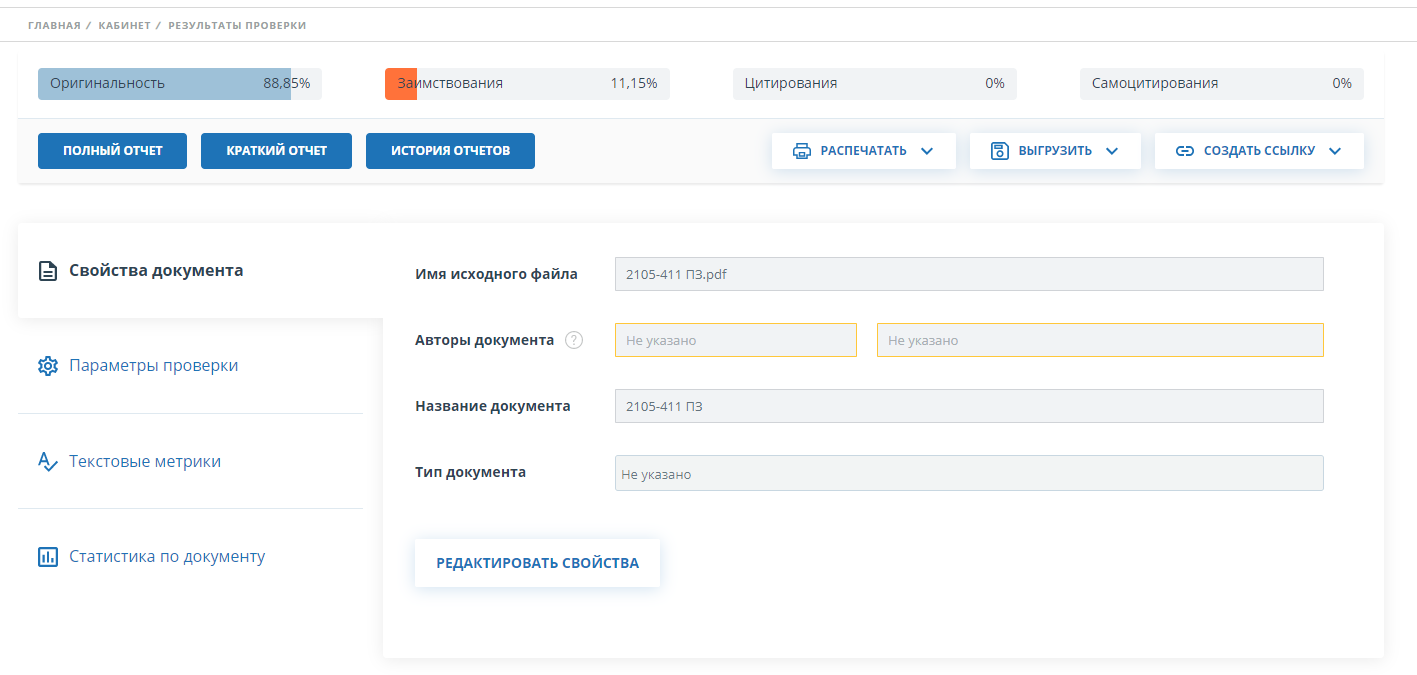 ГЛАВНАЯ / КАБИНЕТ / РЕЗУЛЬТАТЫ ПРОВЕРКИ
Оригинальность 88,85% Заимствования 11,15% Цитирования 0% Самоцитирования 0%
ПОЛНЫЙ ОТЧЕТ КРАТКИЙ ОТЧЕТ ИСТОРИЯ ОТЧЕТОВ РАСПЕЧАТАТЬ ВЫГРУЗИТЬ СОЗДАТЬ ССЫЛКУ
Свойства документа
Параметры проверки
Текстовые метрики
Статистика по документу
Имя исходного файла 2105-411 ПЗ.pdf
Авторы документа ? Не указано Не указано
Название документа 2105-411 ПЗ
Тип документа Не указано
РЕДАКТИРОВАТЬ СВОЙСТВА